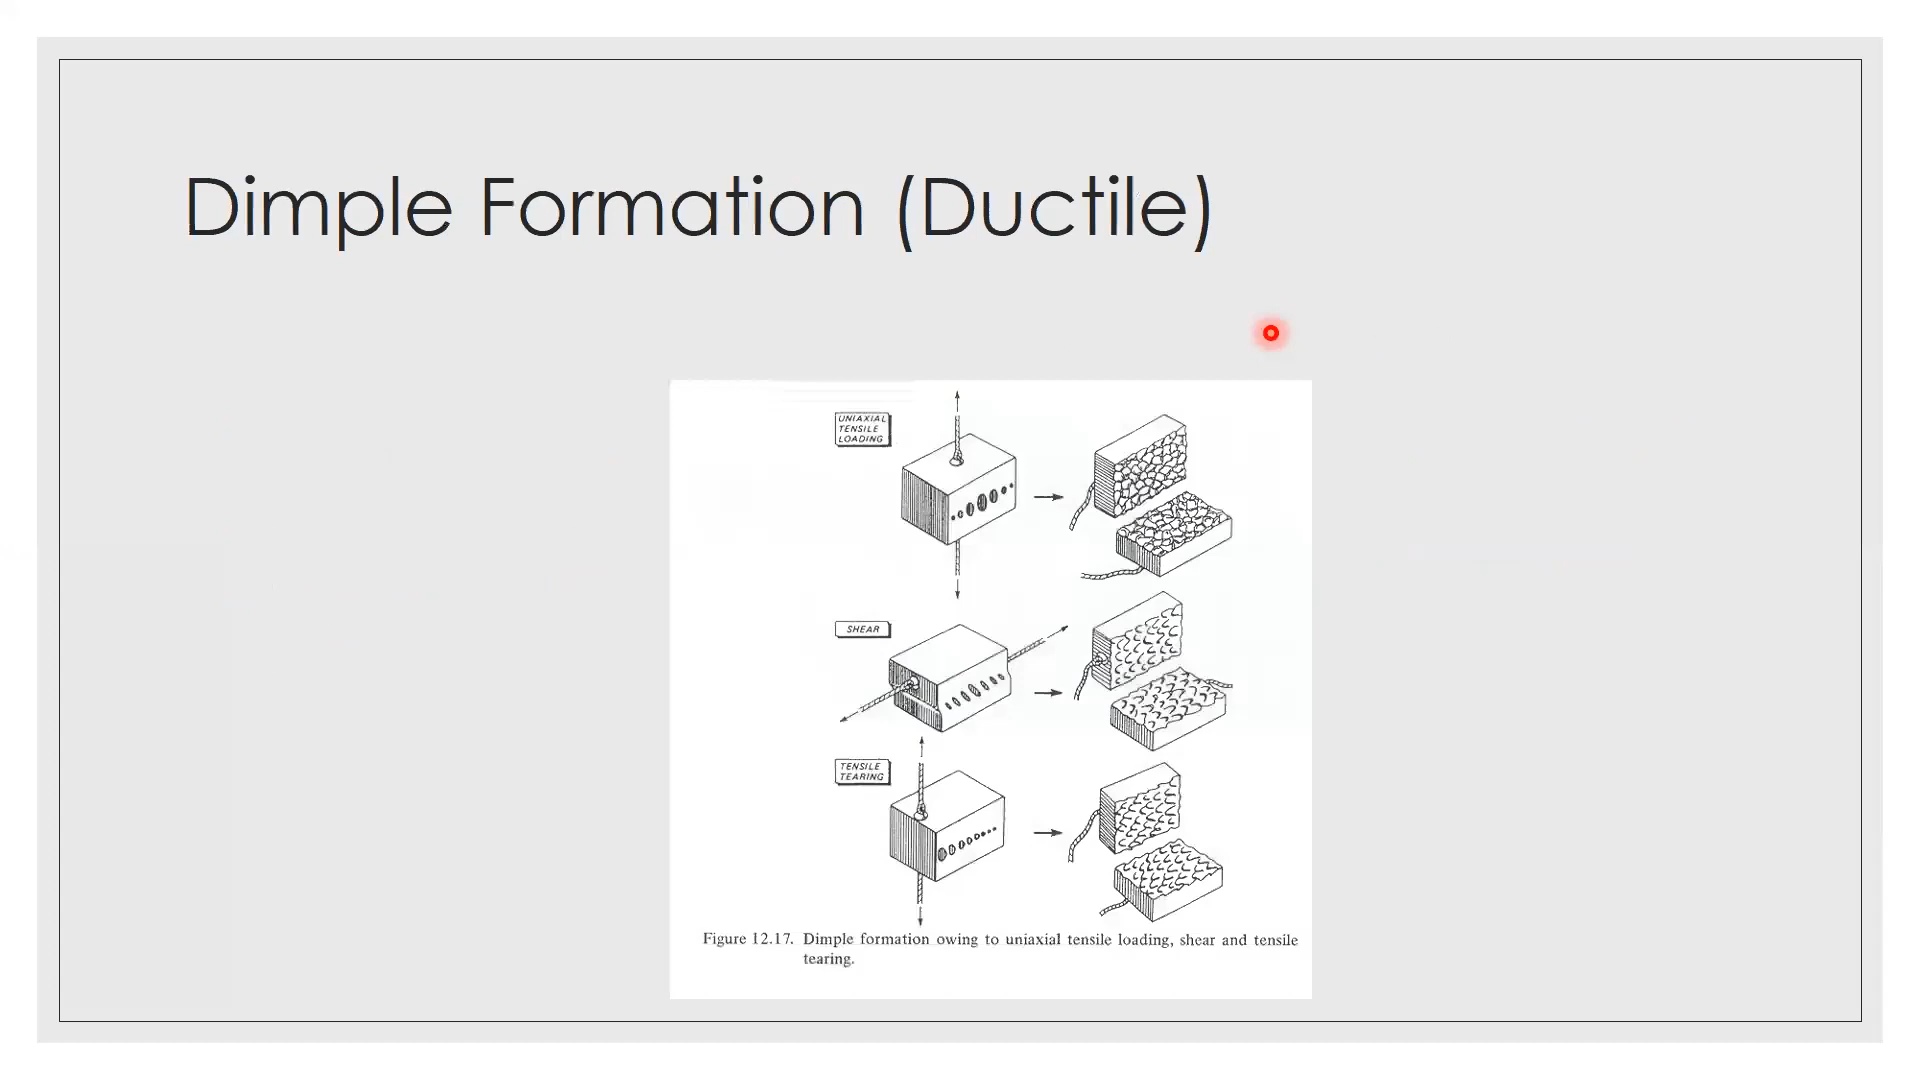 Dimple Formation (Ductile)
UNIAXIAL
TENSILE
LOADING
SHEAR
TENSILE
TEARING
Figure 12.17. Dimple formation owing to uniaxial tensile loading, shear and tensile
tearing.